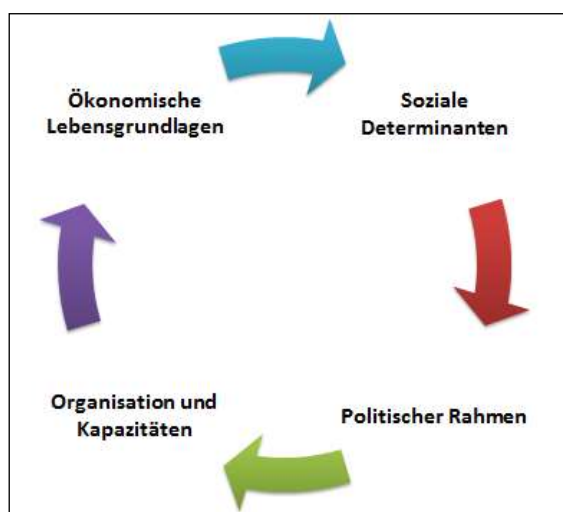 Ökonomische
Lebensgrundlagen
Soziale
Determinanten
Organisation und
Kapazitäten
Politischer Rahmen